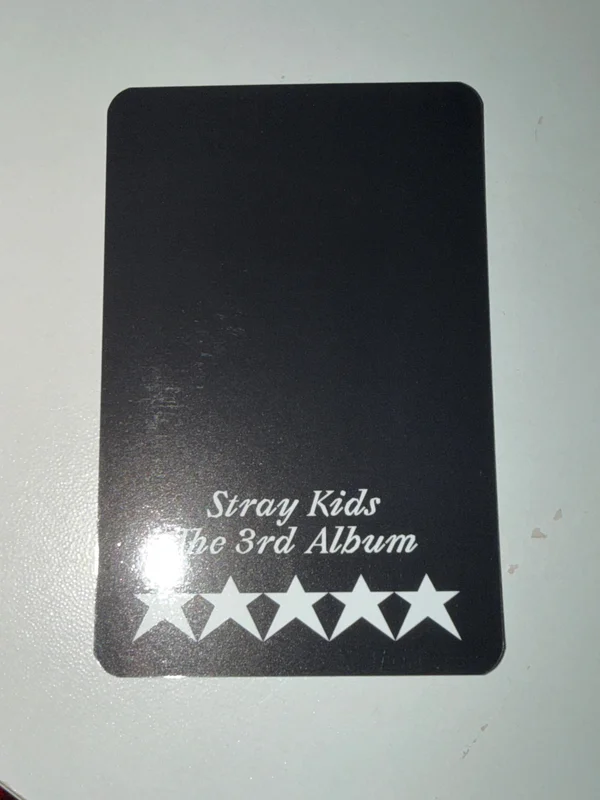 Stray Kids
The 3rd Album
★★★★★